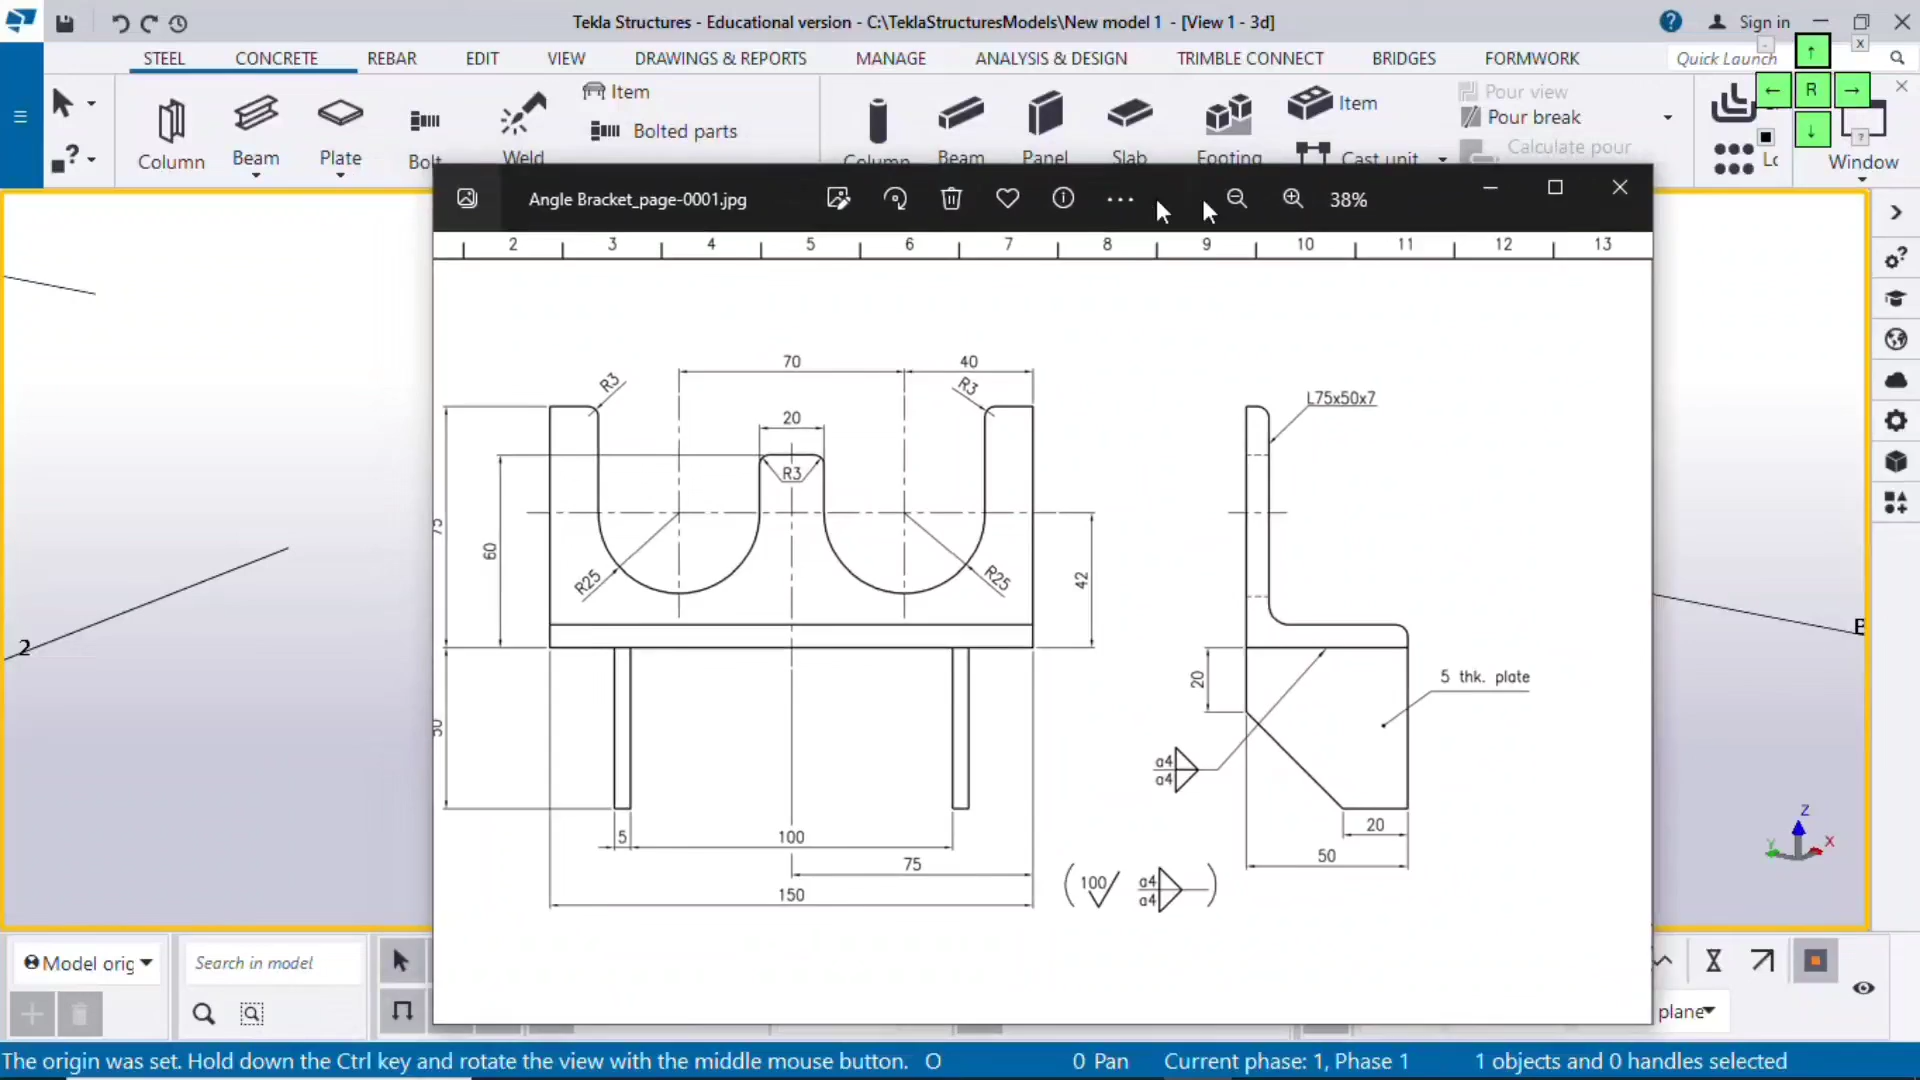 Tekla Structures - Educational version - C:\TeklaStructuresModels\New model 1 - [View 1 - 3d]
Sign in
STEEL CONCRETE REBAR EDIT VIEW DRAWINGS & REPORTS MANAGE ANALYSIS & DESIGN TRIMBLE CONNECT BRIDGES FORMWORK Quick Launch
Column Beam Plate Bolt Weld
Item
Bolted parts
Column Beam Panel Slab Footing
Item
Cast unit
Pour view
Pour break
Calculate pour
R
Window
Angle Bracket_page-0001.jpg 38%
2 3 4 5 6 7 8 9 10 11 12 13
70 40
R3 R3
20
R3
L75x50x7
75
60
R25 R25
42
20
5 thk. plate
50
a4
a4
5 100
75
150
20
50
100
a4
a4
2
B
Z
Y X
Model orig
Search in model
plane
The origin was set. Hold down the Ctrl key and rotate the view with the middle mouse button. O 0 Pan Current phase: 1, Phase 1 1 objects and 0 handles selected